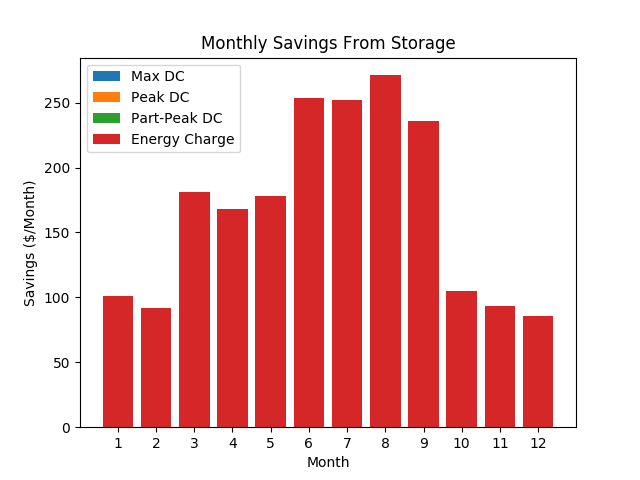 Monthly Savings From Storage
Max DC
Peak DC
Part-Peak DC
Energy Charge
Savings ($/Month)
250
200
150
100
50
0
1 2 3 4 5 6 7 8 9 10 11 12
Month